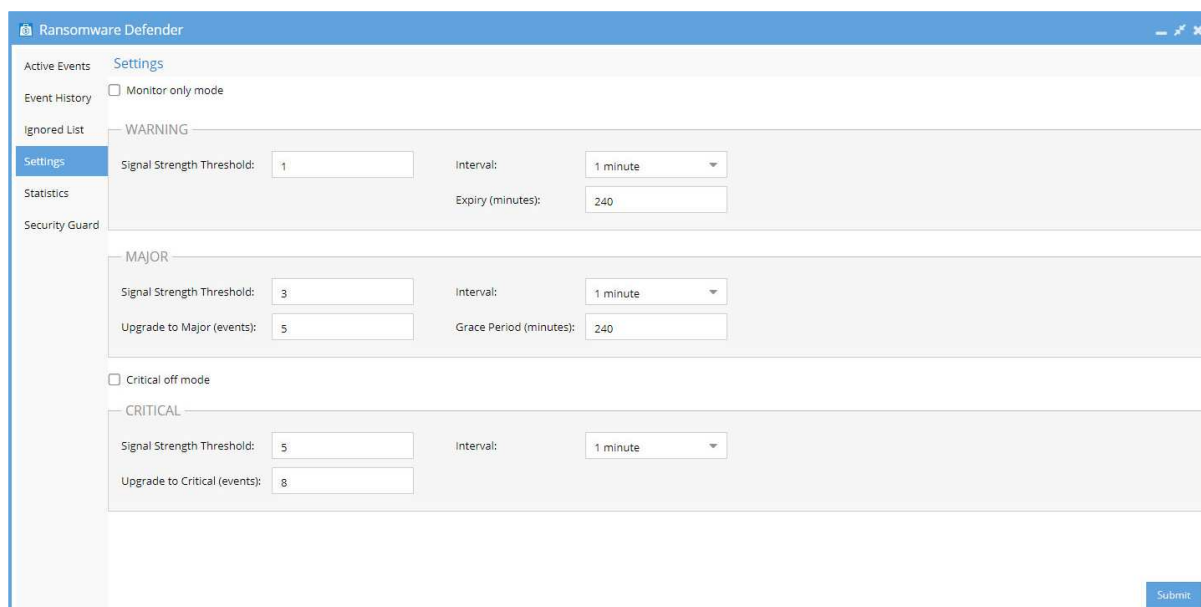 Ransomware Defender
Active Events
Event History
Ignored List
Settings
Statistics
Security Guard
Settings
Monitor only mode
WARNING
Signal Strength Threshold: 1 Interval: 1 minute
Expiry (minutes): 240
MAJOR
Signal Strength Threshold: 3 Interval: 1 minute
Upgrade to Major (events): 5 Grace Period (minutes): 240
Critical off mode
CRITICAL
Signal Strength Threshold: 5 Interval: 1 minute
Upgrade to Critical (events): 8
Submit